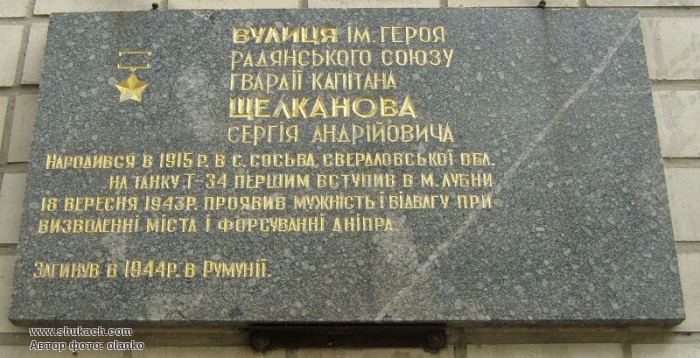 ВУЛИЦЯ ІМ. ГЕРОЯ
РАДЯНСЬКОГО СОЮЗУ
ГВАРДІЇ КАПІТАНА
ЩЕЛКАНОВА
СЕРГІЯ АНДРІЙОВИЧА
НАРОДИВСЯ В 1915 Р. В С. СОСЬВА, СВЕРДЛОВСЬКОЇ ОБЛ.
НА ТАНКУ Т-34 ПЕРШИМ ВСТУПИВ В М. ЛУБНИ
18 ВЕРЕСНЯ 1943 Р. ПРОЯВИВ МУЖНІСТЬ І ВІДВАГУ ПРИ
ВИЗВОЛЕННІ МІСТА І ФОРСУВАННІ ДНІПРА.
ЗАГИНУВ В 1944 Р. В РУМУНІЇ.
www.shukach.com
Автор фото: olanko